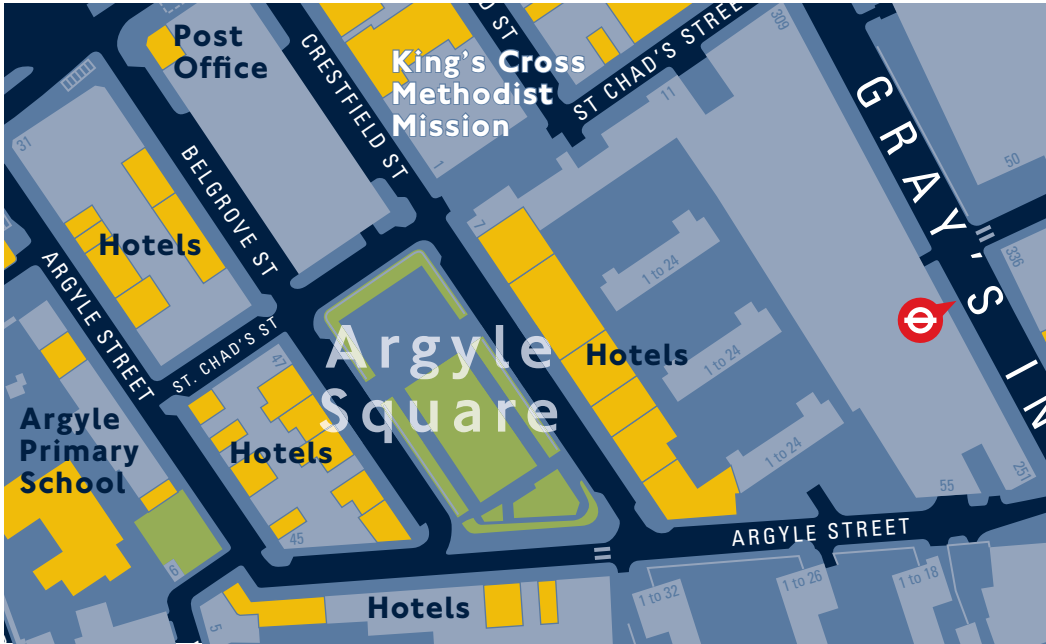 Post
Office
CRESTFIELD ST
D ST
ST CHAD'S STREE
309
GRAY'S IN
King's Cross
Methodist
Mission
31
BELGROVE ST
1
11
50
7
Hotels
ARGYLE STREET
1 to 24
336
ST. CHAD'S ST
47
Argyle
Square
Hotels
1 to 24
Argyle
Primary
School
Hotels
1 to 24
251
55
45
ARGYLE STREET
6
Hotels
5
1 to 32
1 to 26
1 to 18